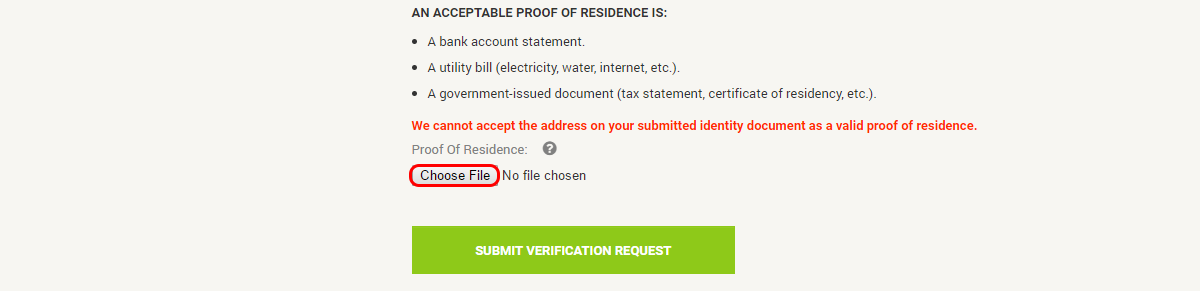 AN ACCEPTABLE PROOF OF RESIDENCE IS:
• A bank account statement.
• A utility bill (electricity, water, internet, etc.).
• A government-issued document (tax statement, certificate of residency, etc.).
We cannot accept the address on your submitted identity document as a valid proof of residence.
Proof Of Residence: ?
Choose File No file chosen
SUBMIT VERIFICATION REQUEST